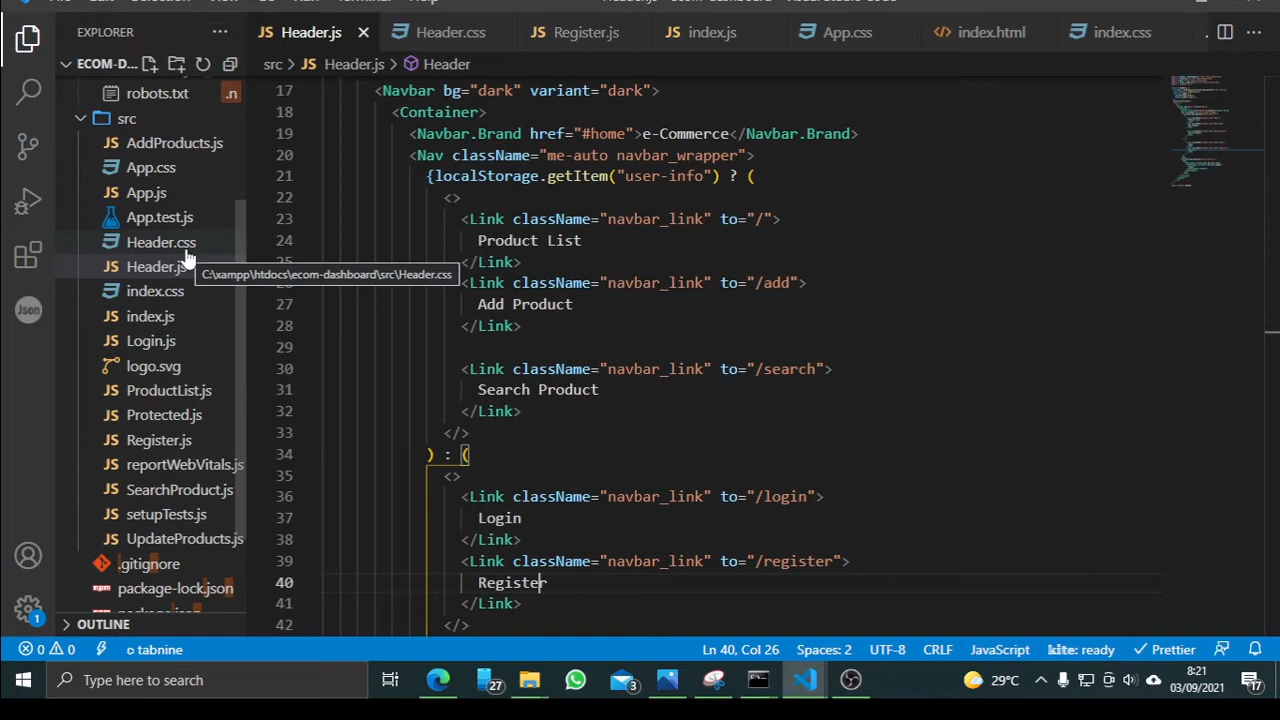 EXPLORER
ECOM-D...
robots.txt
.n
src
JS AddProducts.js
App.css
JS App.js
App.test.js
Header.css
JS Header.js
index.css
JS index.js
JS Login.js
logo.svg
JS ProductList.js
JS Protected.js
JS Register.js
JS reportWebVitals.js
JS SearchProduct.js
JS setupTests.js
JS UpdateProducts.js
.gitignore
npm package-lock.json
OUTLINE
Json
1
C:\xampp\htdocs\ecom-dashboard\src\Header.css
JS Header.js
Header.css
JS Register.js
JS index.js
App.css
index.html
index.css
src > JS Header.js > Header
17 <Navbar bg="dark" variant="dark">
18 <Container>
19 <Navbar.Brand href="#home">e-Commerce</Navbar.Brand>
20 <Nav className="me-auto navbar_wrapper">
21 {localStorage.getItem("user-info") ? (
22 <>
23 <Link className="navbar_link" to="/">
24 Product List
25 </Link>
26 <Link className="navbar_link" to="/add">
27 Add Product
28 </Link>
29
30 <Link className="navbar_link" to="/search">
31 Search Product
32 </Link>
33 </>
34 ) : (
35 <>
36 <Link className="navbar_link" to="/login">
37 Login
38 </Link>
39 <Link className="navbar_link" to="/register">
40 Register
41 </Link>
42 </>
0 0 tabnine
Ln 40, Col 26
Spaces: 2
UTF-8
CRLF
JavaScript
kite: ready
Prettier
Type here to search
27
3
29°C
8:21
03/09/2021
17